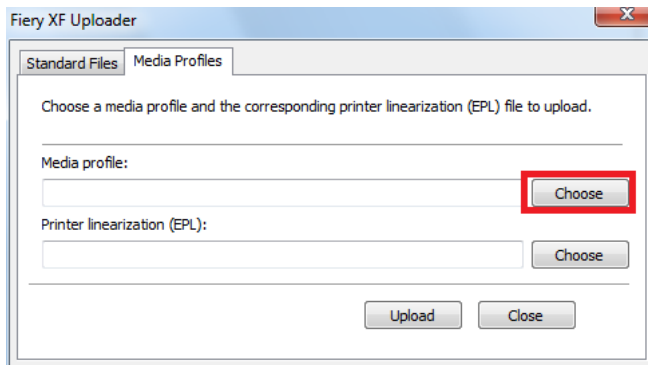 Fiery XF Uploader
Standard Files
Media Profiles
Choose a media profile and the corresponding printer linearization (EPL) file to upload.
Media profile:
Choose
Printer linearization (EPL):
Choose
Upload
Close